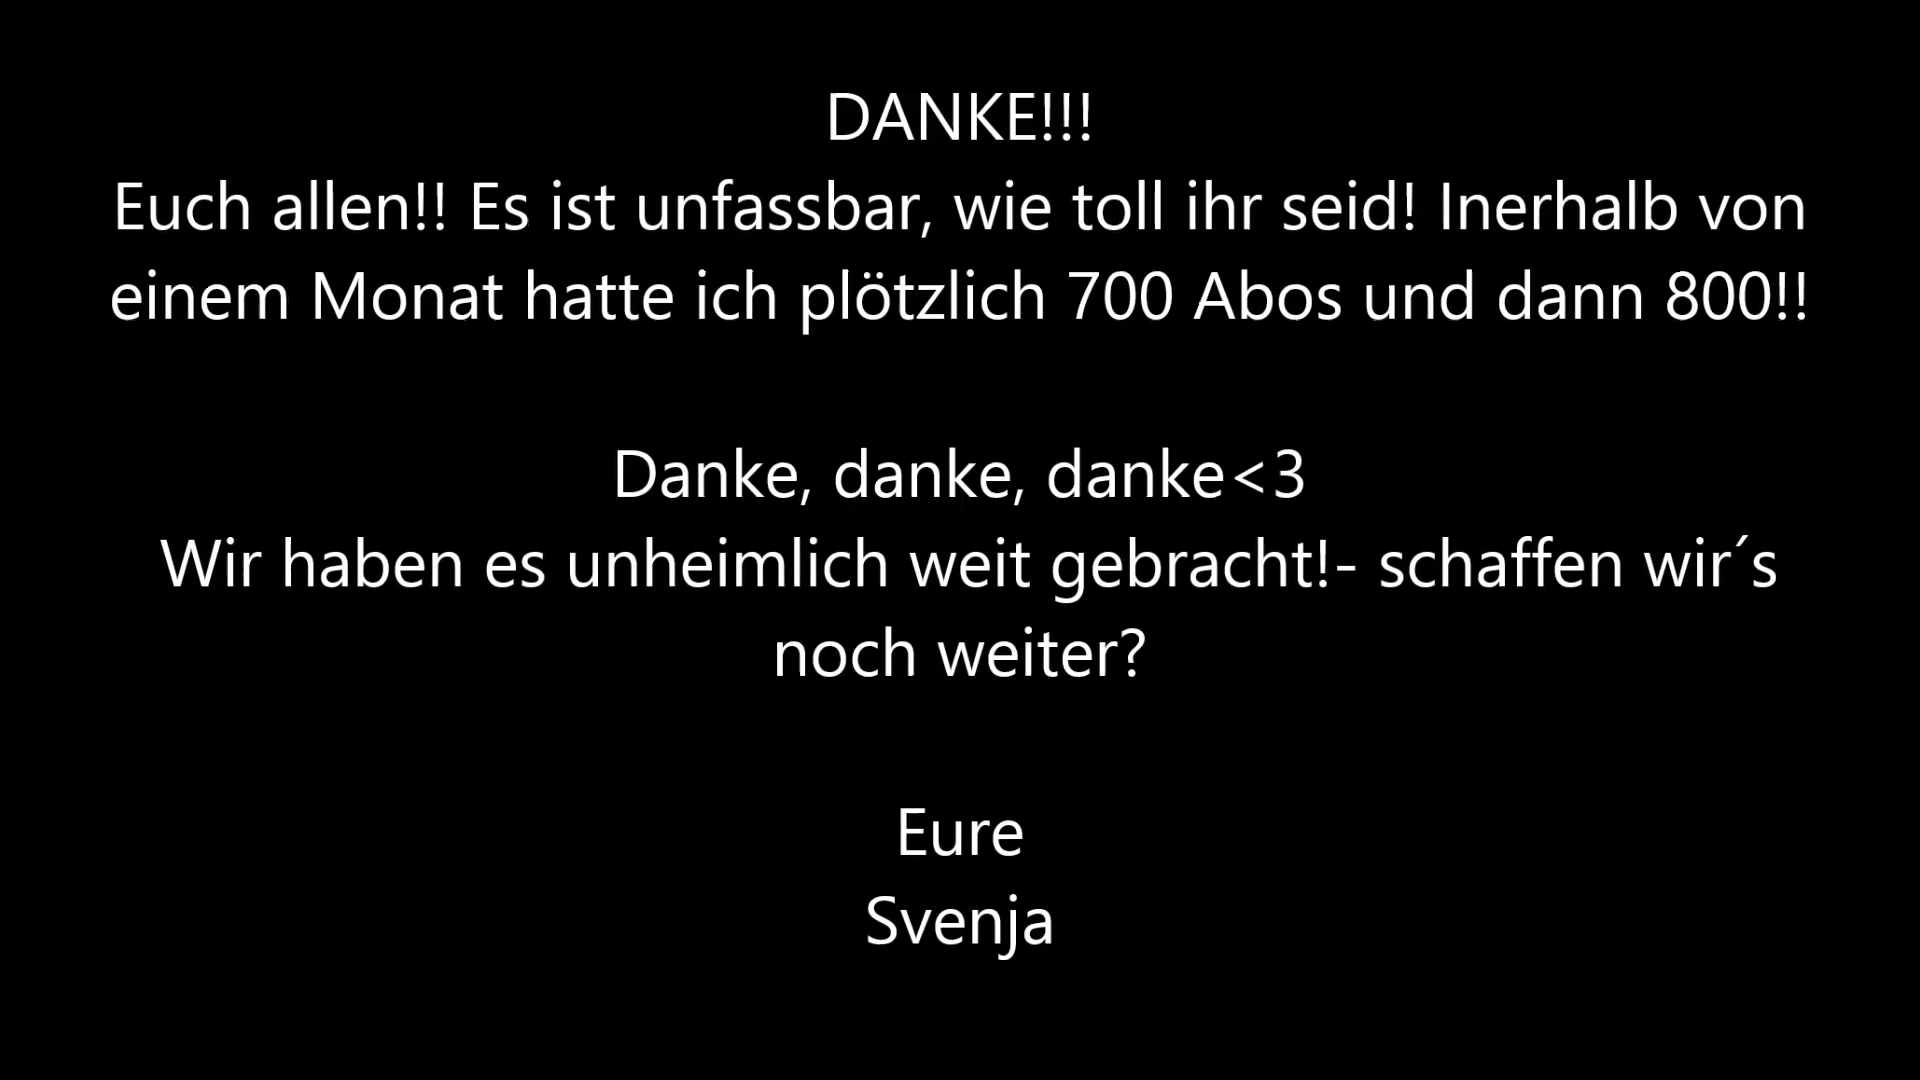 DANKE!!!
Euch allen!! Es ist unfassbar, wie toll ihr seid! Inerhalb von
einem Monat hatte ich plötzlich 700 Abos und dann 800!!
Danke, danke, danke<3
Wir haben es unheimlich weit gebracht!- schaffen wir´s
noch weiter?
Eure
Svenja